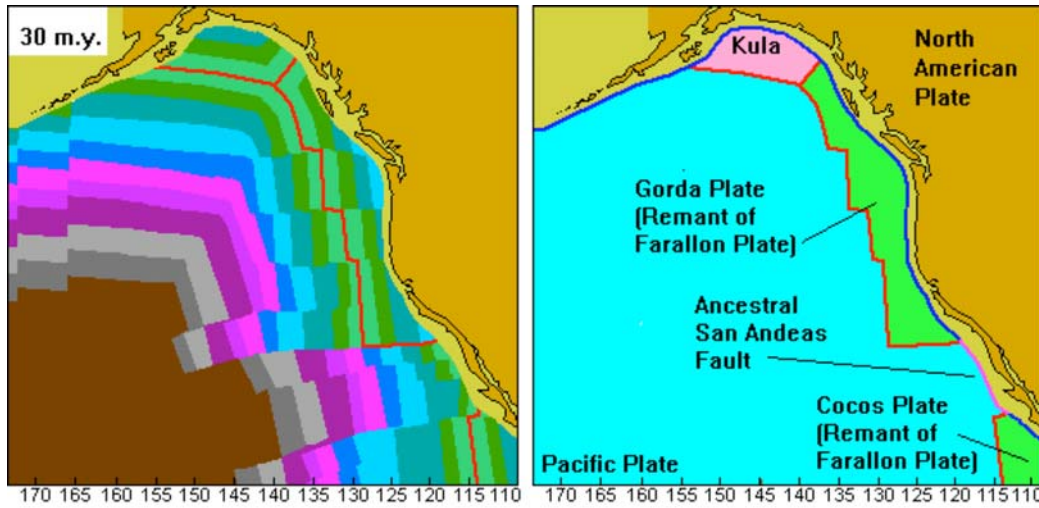 30 m.y.
170 165 160 155 150 145 140 135 130 125 120 115 110
Kula
North
American
Plate
Gorda Plate
(Remant of
Farallon Plate)
Ancestral
San Andeas
Fault
Cocos Plate
(Remant of
Farallon Plate)
Pacific Plate
170 165 160 155 150 145 140 135 130 125 120 115 110